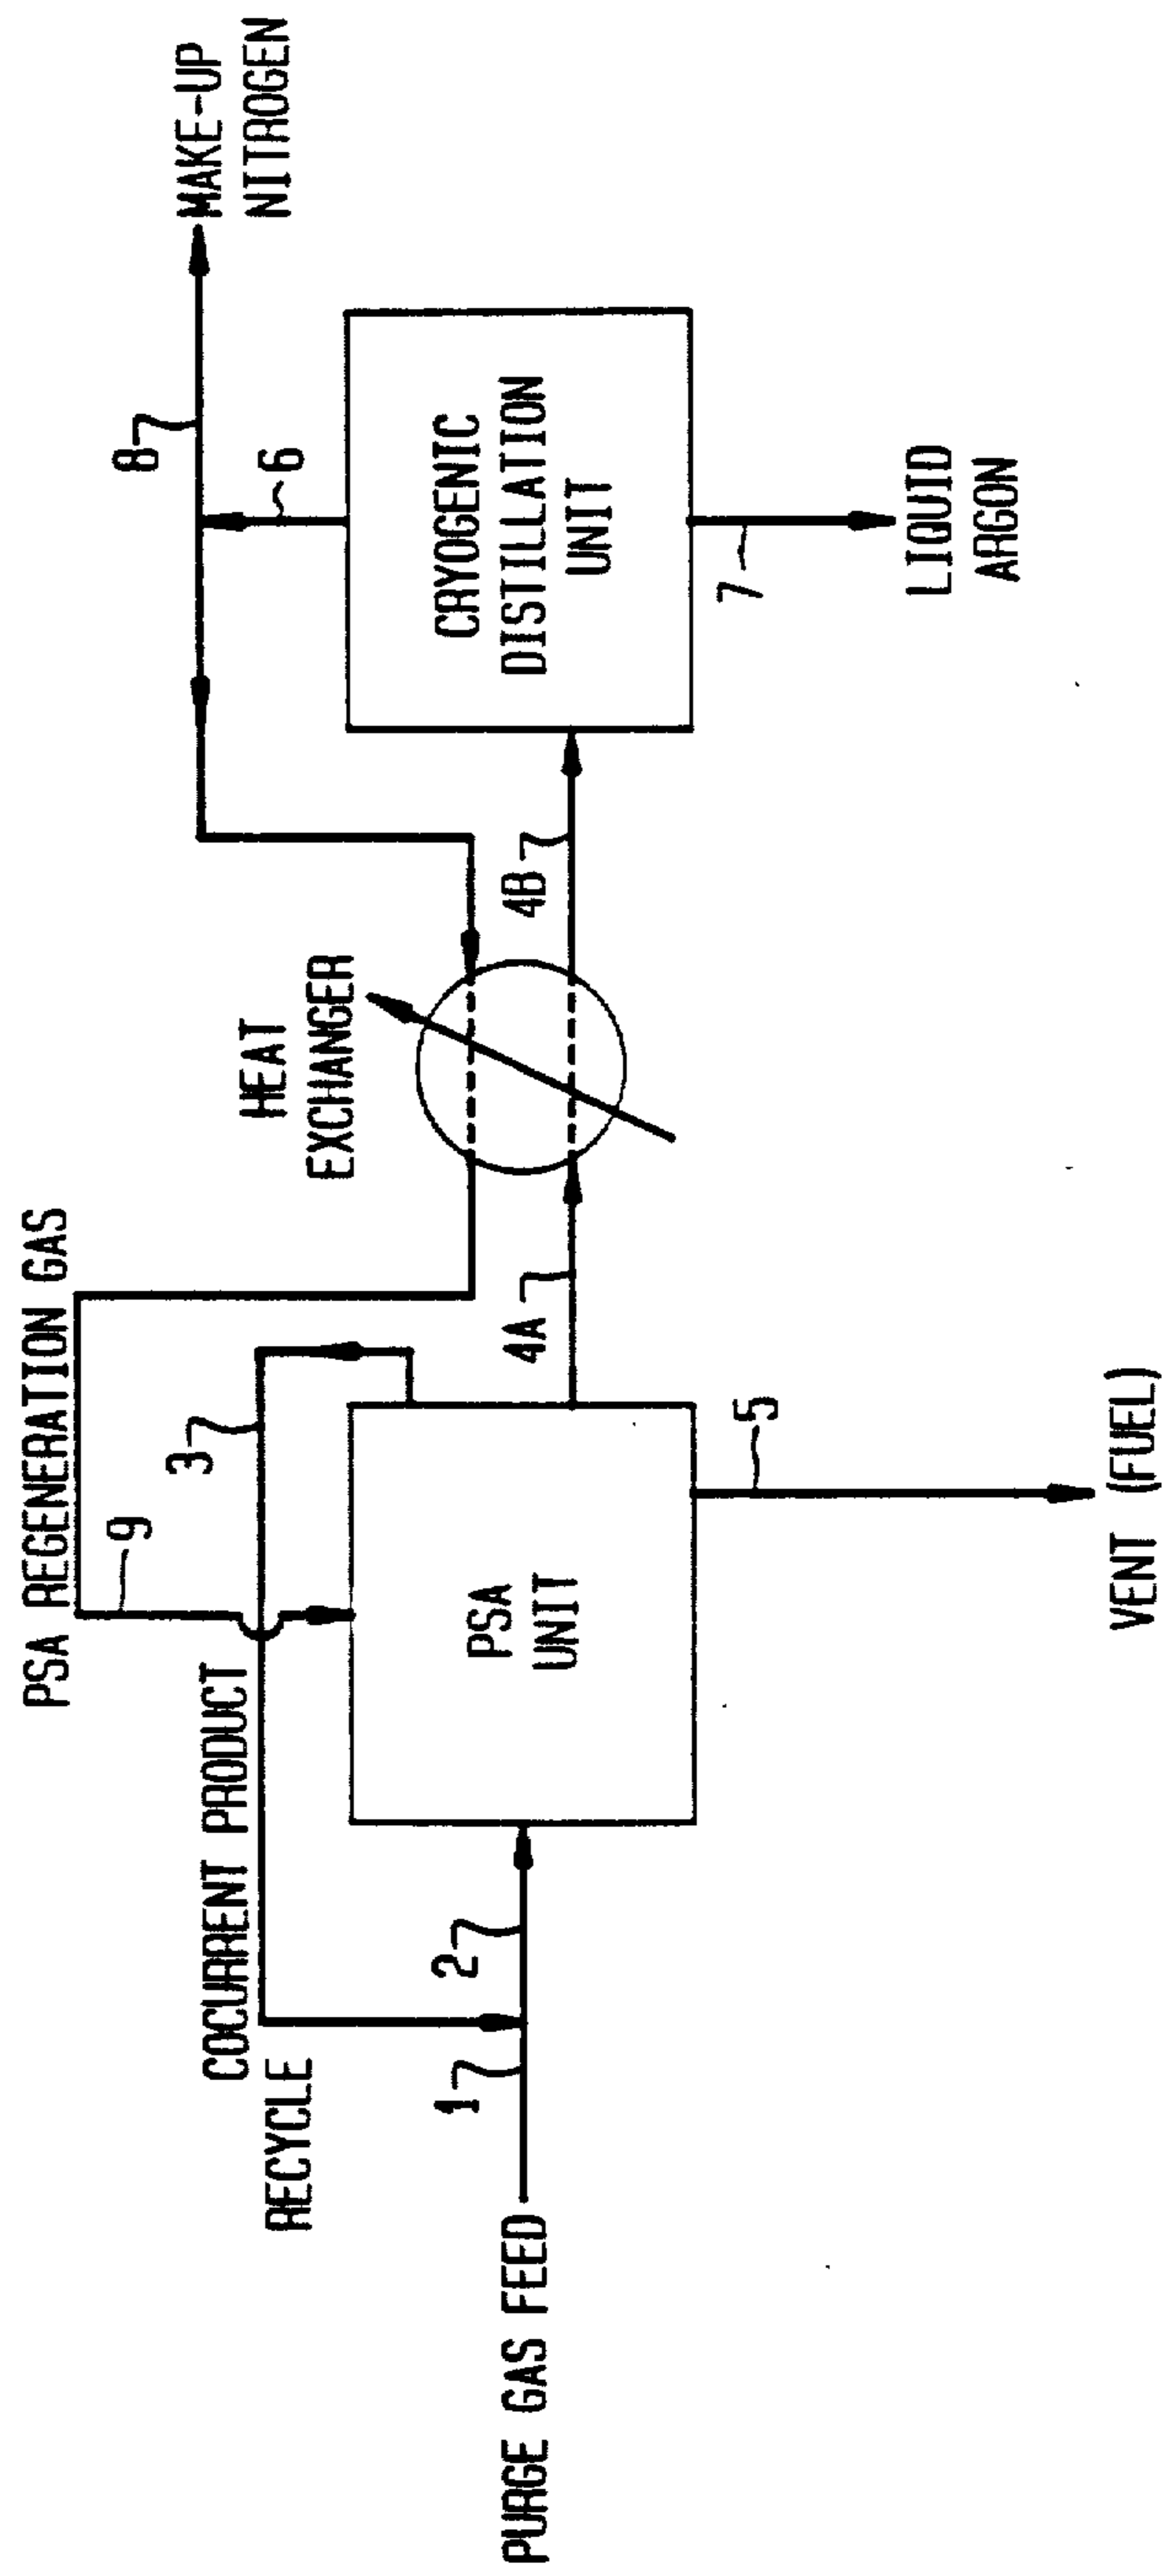 PSA REGENERATION GAS
9
3
COCURRENT PRODUCT
RECYCLE
HEAT
EXCHANGER
8
MAKE-UP
NITROGEN
6
PURGE GAS FEED
1
2
PSA
UNIT
4A
4B
CRYOGENIC
DISTILLATION
UNIT
5
7
VENT (FUEL)
LIQUID
ARGON